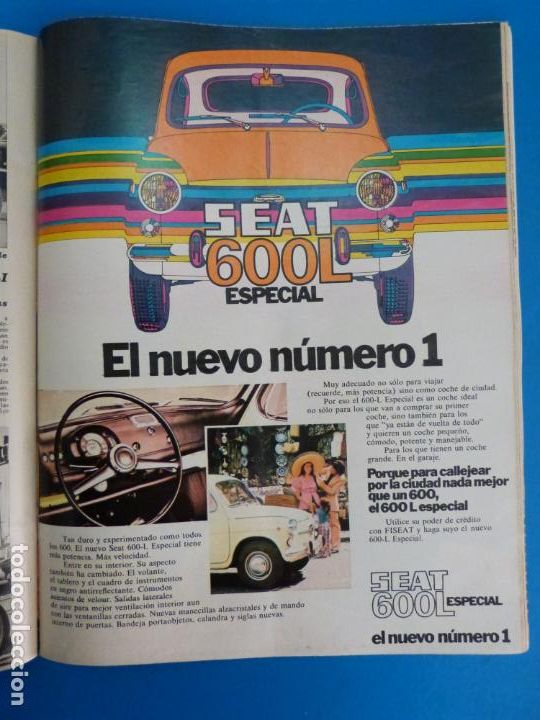 SEAT
600L
ESPECIAL
El nuevo número 1
Muy adecuado no sólo para viajar
(recuerde, más potencia) sino como coche de ciudad.
Por eso el 600-L Especial es un coche ideal
no sólo para los que van a comprar su primer
coche, sino también para los
que "ya están de vuelta de todo"
y quieren un coche pequeño,
cómodo, potente y manejable.
Para los que tienen un coche
grande. En el garaje.
Porque para callejear
por la ciudad nada mejor
que un 600,
el 600 L especial
Utilice su poder de crédito
con FISEAT y haga suyo el nuevo
600-L Especial.
Tan duro y experimentado como todos
los 600. El nuevo Seat 600-L Especial tiene
más potencia. Más velocidad.
Entre en su interior. Su aspecto
también ha cambiado. El volante,
el tablero y el cuadro de instrumentos
en negro antirreflectante. Cómodos
asientos de velour. Salidas laterales
de aire para mejor ventilación interior aun
con las ventanillas cerradas. Nuevas manecillas alzacristales y de mando
interno de puertas. Bandeja portaobjetos, calandra y siglas nuevas.
SEAT
600L ESPECIAL
el nuevo número 1
todocoleccion.net